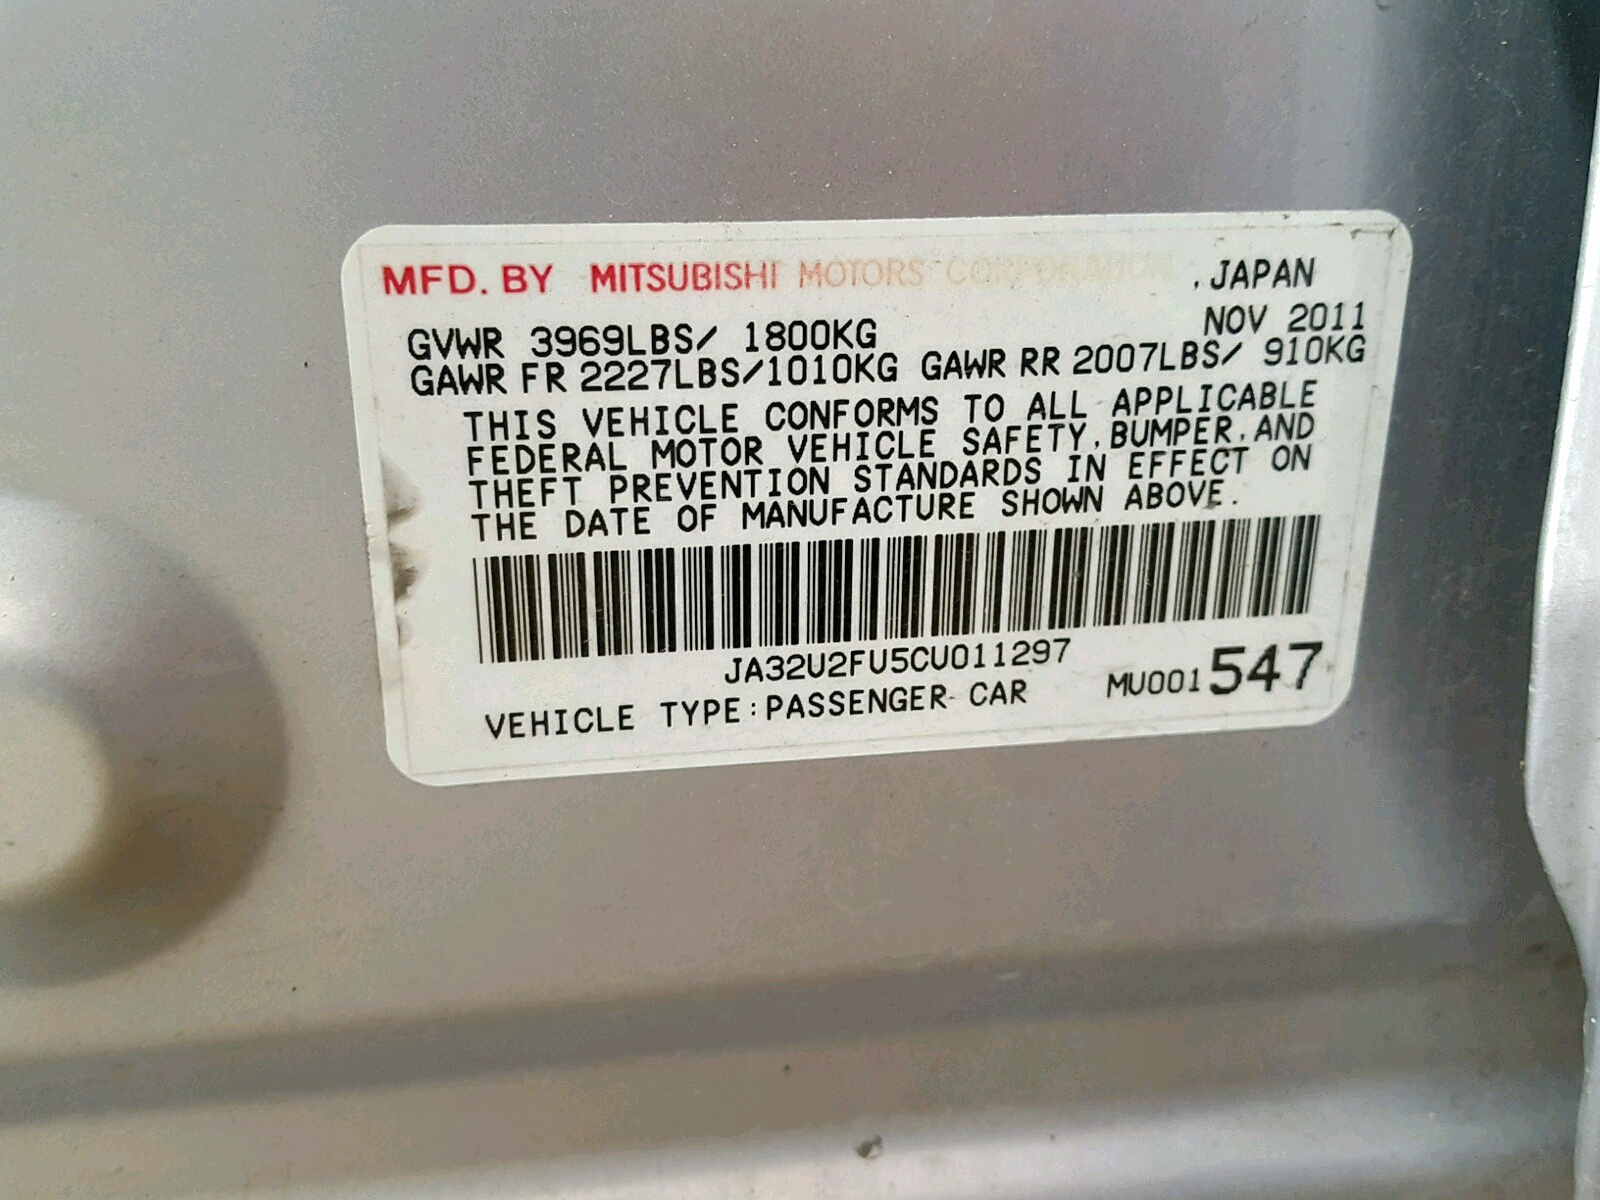 MFD. BY MITSUBISHI MOTORS CORPORATION , JAPAN
NOV 2011
GVWR 3969LBS/ 1800KG
GAWR FR 2227LBS/1010KG GAWR RR 2007LBS/ 910KG
THIS VEHICLE CONFORMS TO ALL APPLICABLE
FEDERAL MOTOR VEHICLE SAFETY, BUMPER, AND
THEFT PREVENTION STANDARDS IN EFFECT ON
THE DATE OF MANUFACTURE SHOWN ABOVE.
JA32U2FU5CU011297
VEHICLE TYPE:PASSENGER CAR MU001547